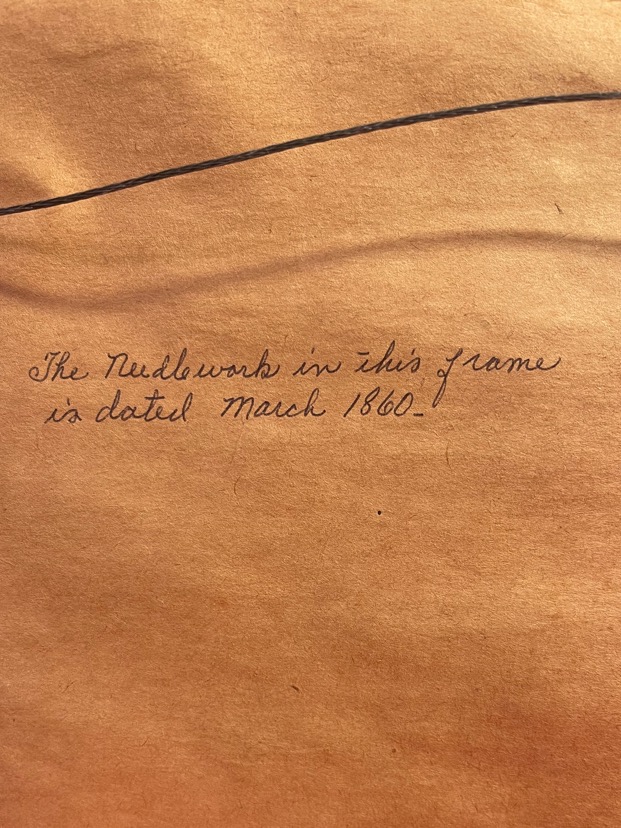 The Needlework in this frame
is dated March 1860-